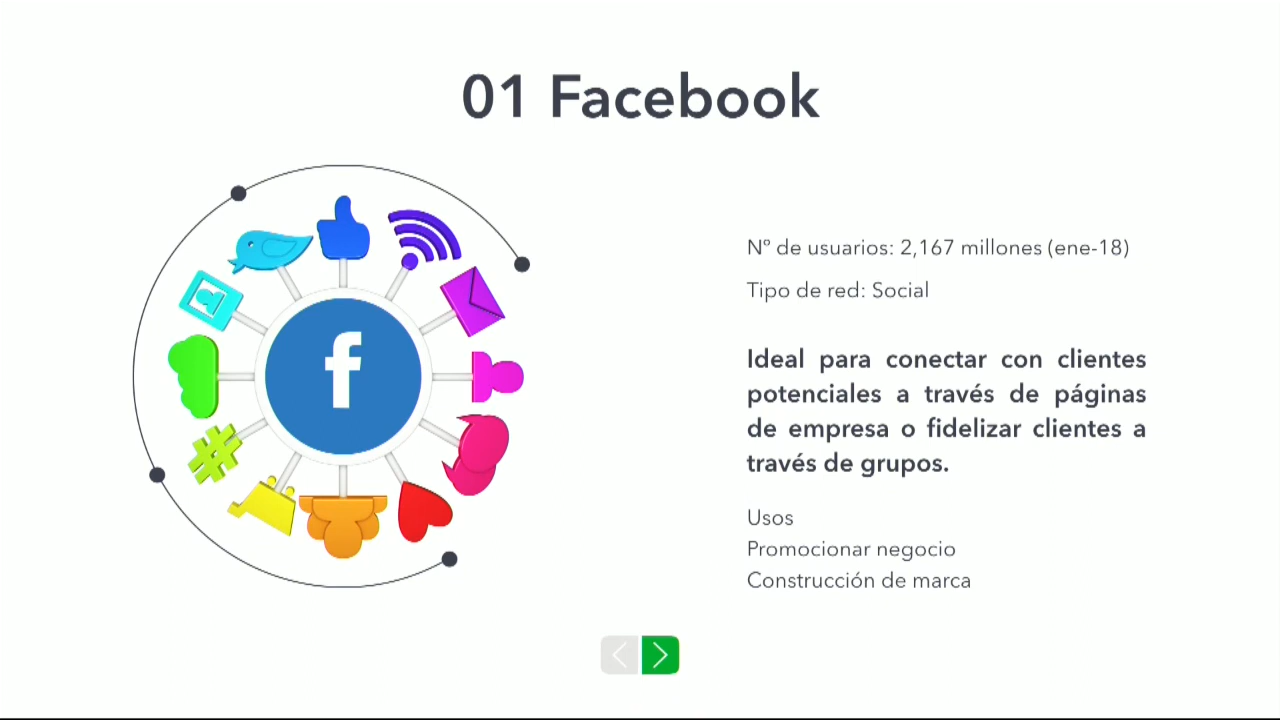 01 Facebook
f
Nº de usuarios: 2,167 millones (ene-18)
Tipo de red: Social
Ideal para conectar con clientes
potenciales a través de páginas
de empresa o fidelizar clientes a
través de grupos.
Usos
Promocionar negocio
Construcción de marca